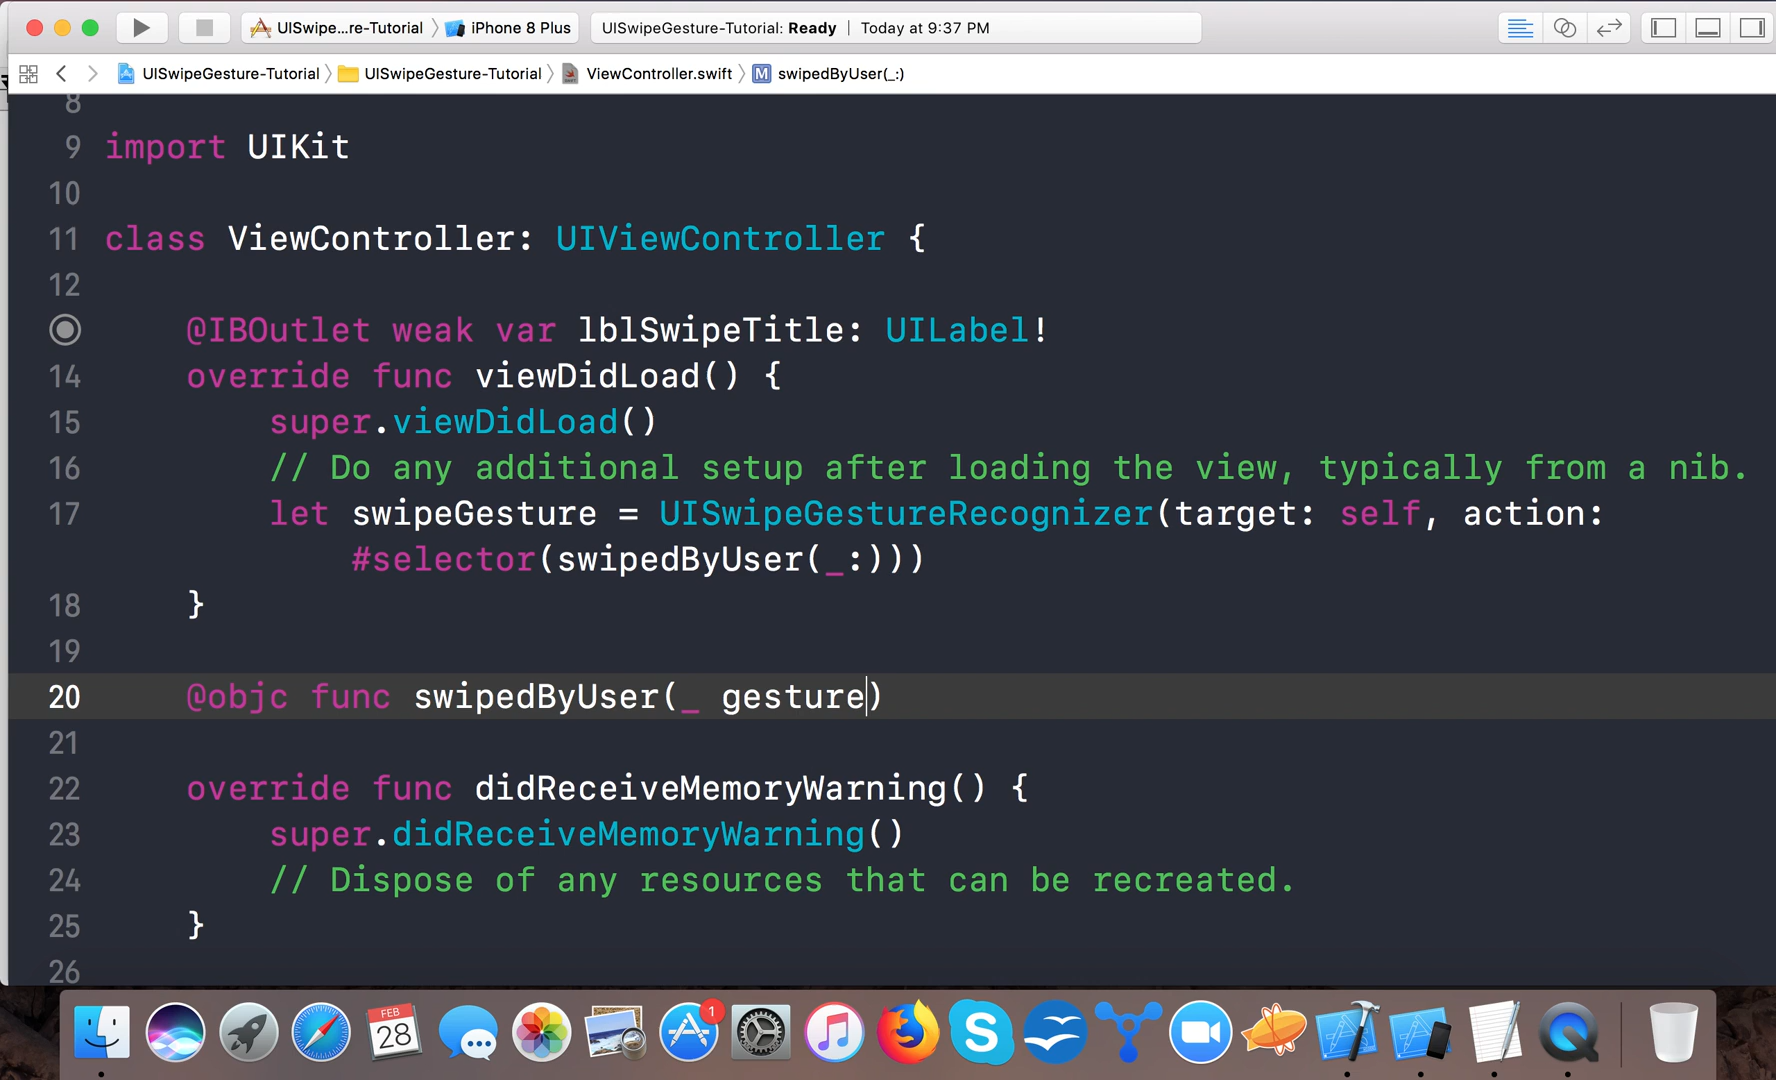 UISwipe...re-Tutorial 〉 iPhone 8 Plus
UISwipeGesture-Tutorial: Ready | Today at 9:37 PM
UISwipeGesture-Tutorial 〉 UISwipeGesture-Tutorial 〉 ViewController.swift 〉 M swipedByUser(_:)
8
9 import UIKit
10
11 class ViewController: UIViewController {
12
@IBOutlet weak var lblSwipeTitle: UILabel!
14 override func viewDidLoad() {
15 super.viewDidLoad()
16 // Do any additional setup after loading the view, typically from a nib.
17 let swipeGesture = UISwipeGestureRecognizer(target: self, action:
#selector(swipedByUser(_:)))
18 }
19
20 @objc func swipedByUser(_ gesture)
21
22 override func didReceiveMemoryWarning() {
23 super.didReceiveMemoryWarning()
24 // Dispose of any resources that can be recreated.
25 }
26
FEB
28
1
S